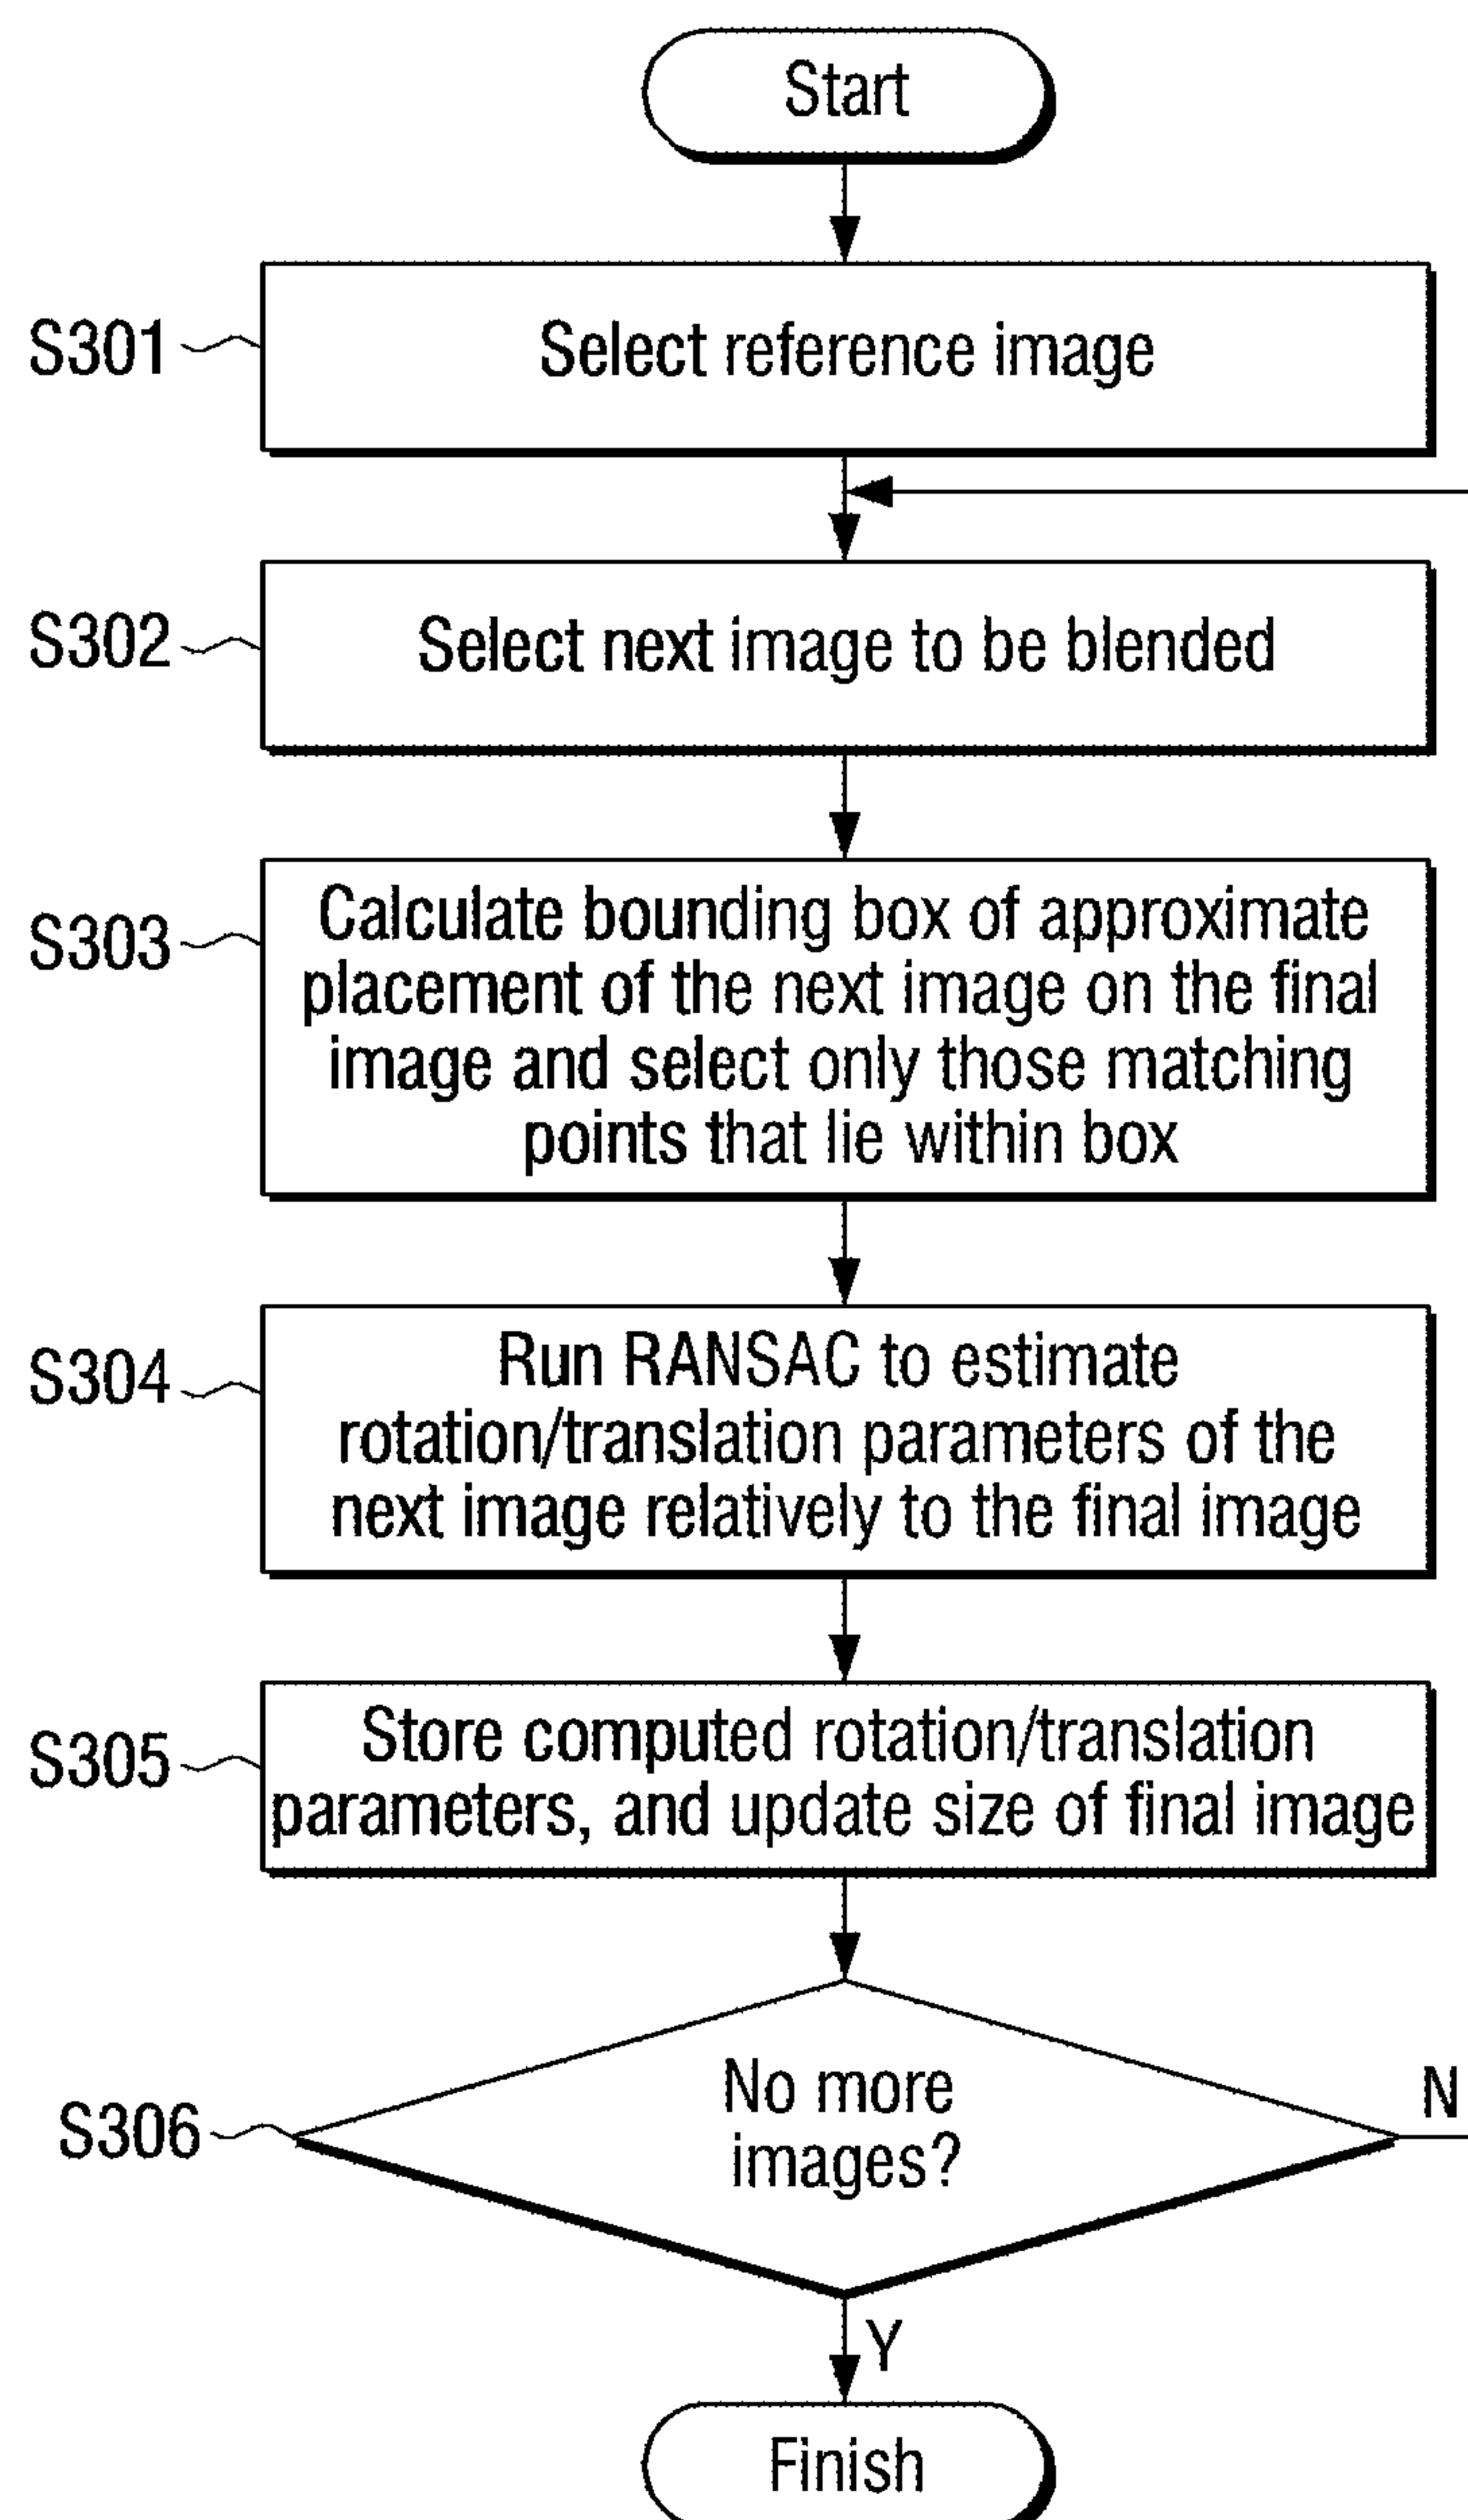 Start
S301
Select reference image
S302
Select next image to be blended
S303
Calculate bounding box of approximate
placement of the next image on the final
image and select only those matching
points that lie within box
S304
Run RANSAC to estimate
rotation/translation parameters of the
next image relatively to the final image
S305
Store computed rotation/translation
parameters, and update size of final image
S306
No more
images?
N
Y
Finish